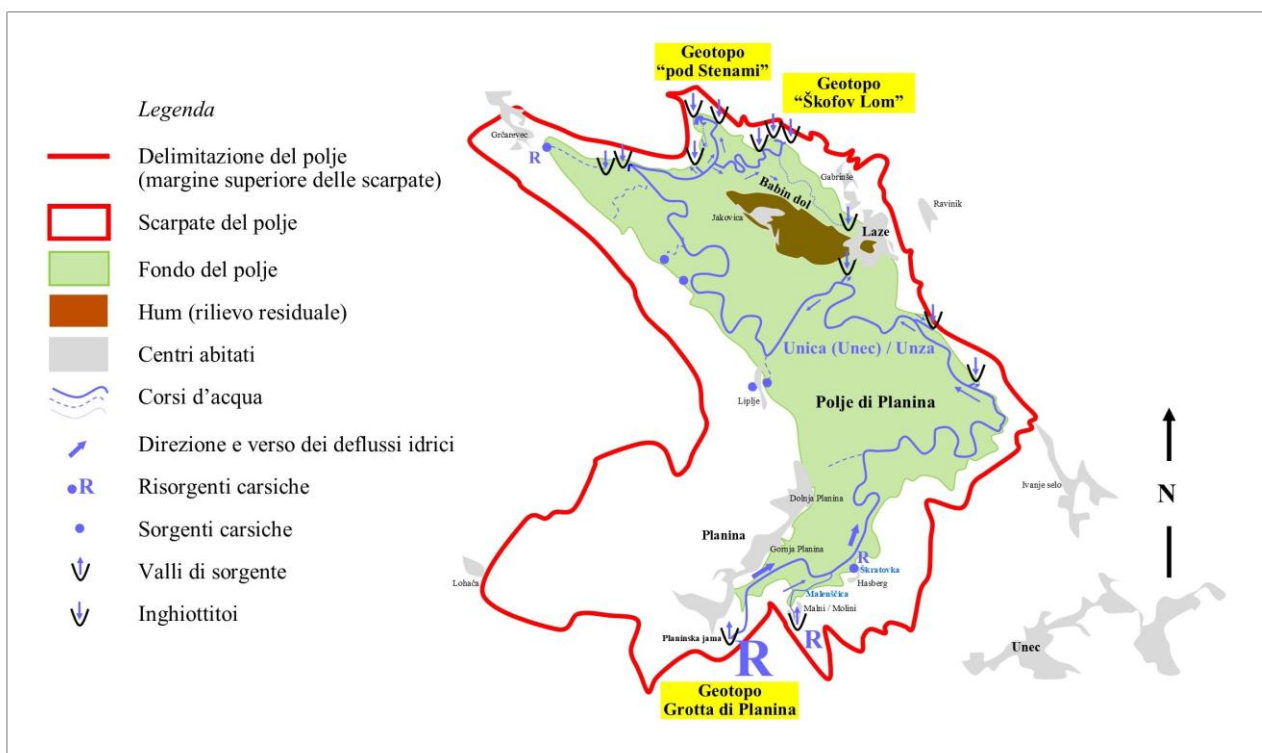 Legenda
Delimitazione del polje
(margine superiore delle scarpate)
Scarpate del polje
Fondo del polje
Hum (rilievo residuale)
Centri abitati
Corsi d'acqua
Direzione e verso dei deflussi idrici
R
Risorgenti carsiche
Sorgenti carsiche
Valli di sorgente
Inghiottitoi
Geotopo
“pod Stenami”
Geotopo
“Škofov Lom”
Grčarevec
R
Gabrinše
Babin dol
Ravinik
Jakovica
Laze
Unica (Unec) / Unza
Liplje
Polje di Planina
Ivanje selo
N
Dolnja Planina
Planina
Gornja Planina
R
Škratovka
Hasberg
Lohača
Malenščica
Malni / Molini
Planinska jama
R
R
Unec
Geotopo
Grotta di Planina